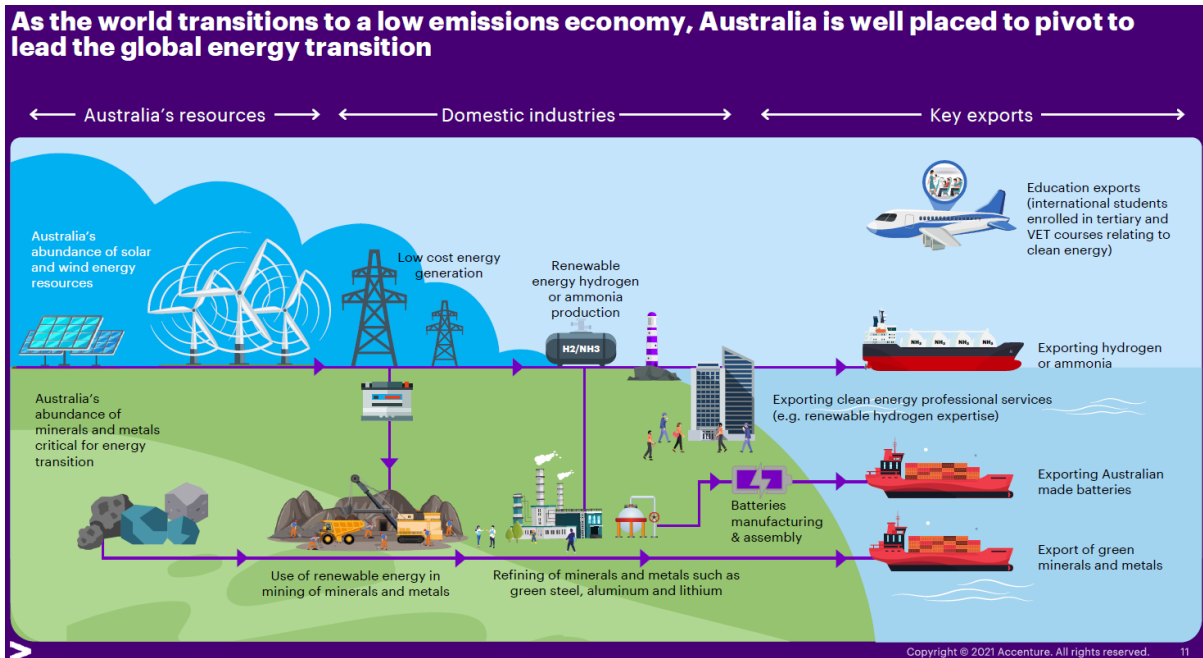 As the world transitions to a low emissions economy, Australia is well placed to pivot to
lead the global energy transition
Australia's resources
Domestic industries
Key exports
Australia's
abundance of solar
and wind energy
resources
Low cost energy
generation
Renewable
energy hydrogen
or ammonia
production
H2/NH3
Education exports
(international students
enrolled in tertiary and
VET courses relating to
clean energy)
NH₃ NH₃ NH₃ NH₃
Exporting hydrogen
or ammonia
Australia's
abundance of
minerals and metals
critical for energy
transition
Exporting clean energy professional services
(e.g. renewable hydrogen expertise)
Batteries
manufacturing
& assembly
Exporting Australian
made batteries
Use of renewable energy in
mining of minerals and metals
Refining of minerals and metals such as
green steel, aluminum and lithium
Export of green
minerals and metals
Copyright © 2021 Accenture. All rights reserved.
11